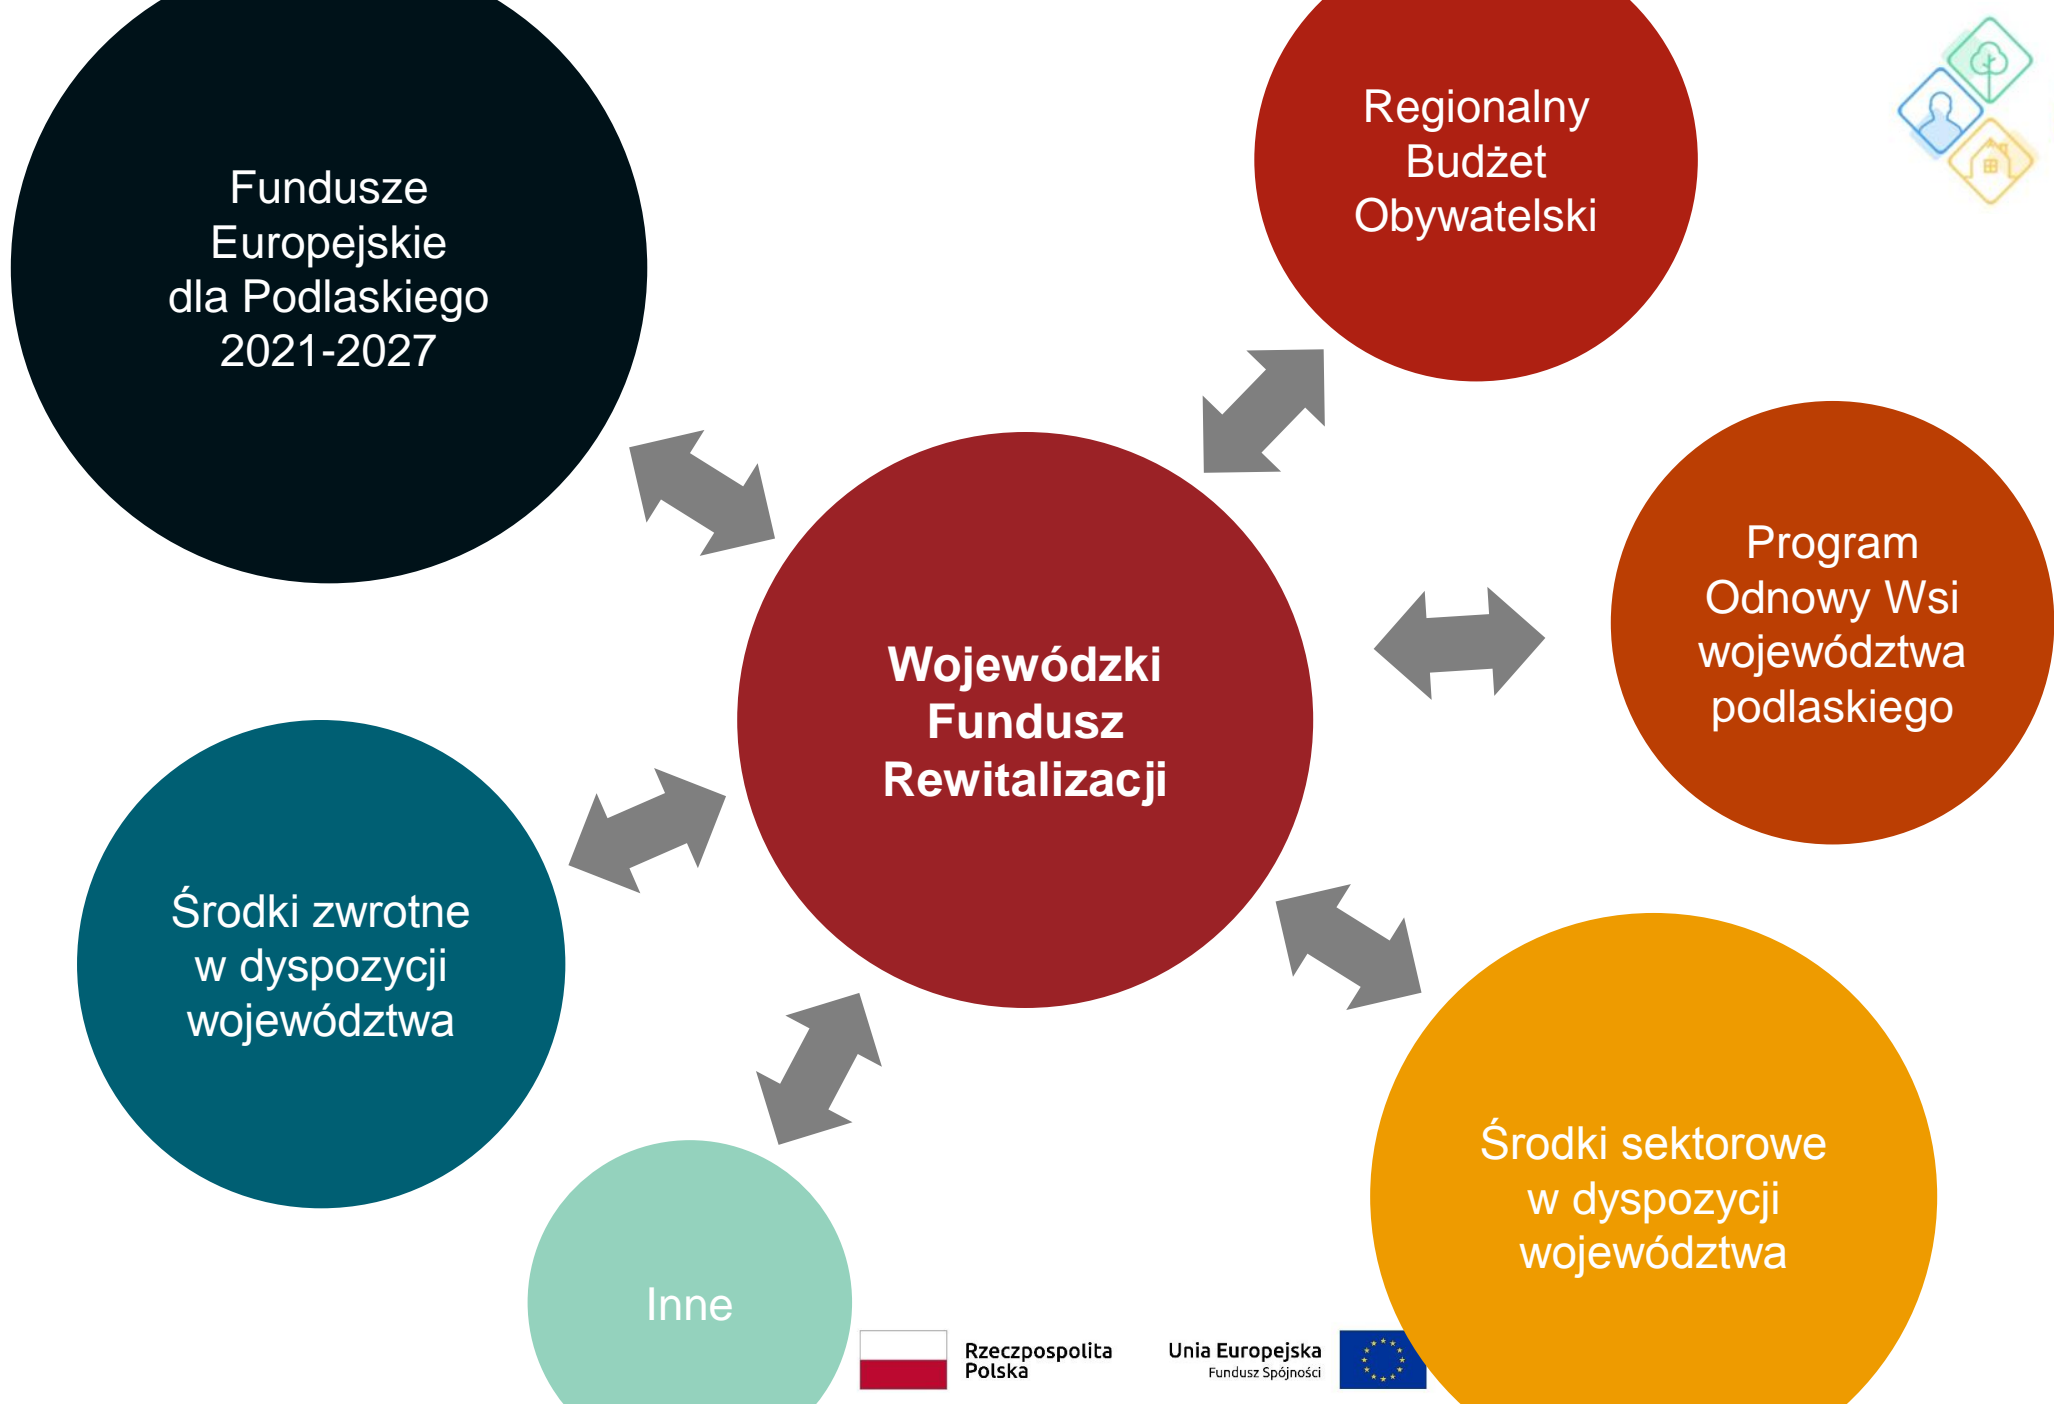 Fundusze
Europejskie
dla Podlaskiego
2021-2027
Regionalny
Budżet
Obywatelski
Program
Odnowy Wsi
województwa
podlaskiego
Wojewódzki
Fundusz
Rewitalizacji
Środki zwrotne
w dyspozycji
województwa
Środki sektorowe
w dyspozycji
województwa
Inne
Rzeczpospolita
Polska
Unia Europejska
Fundusz Spójności